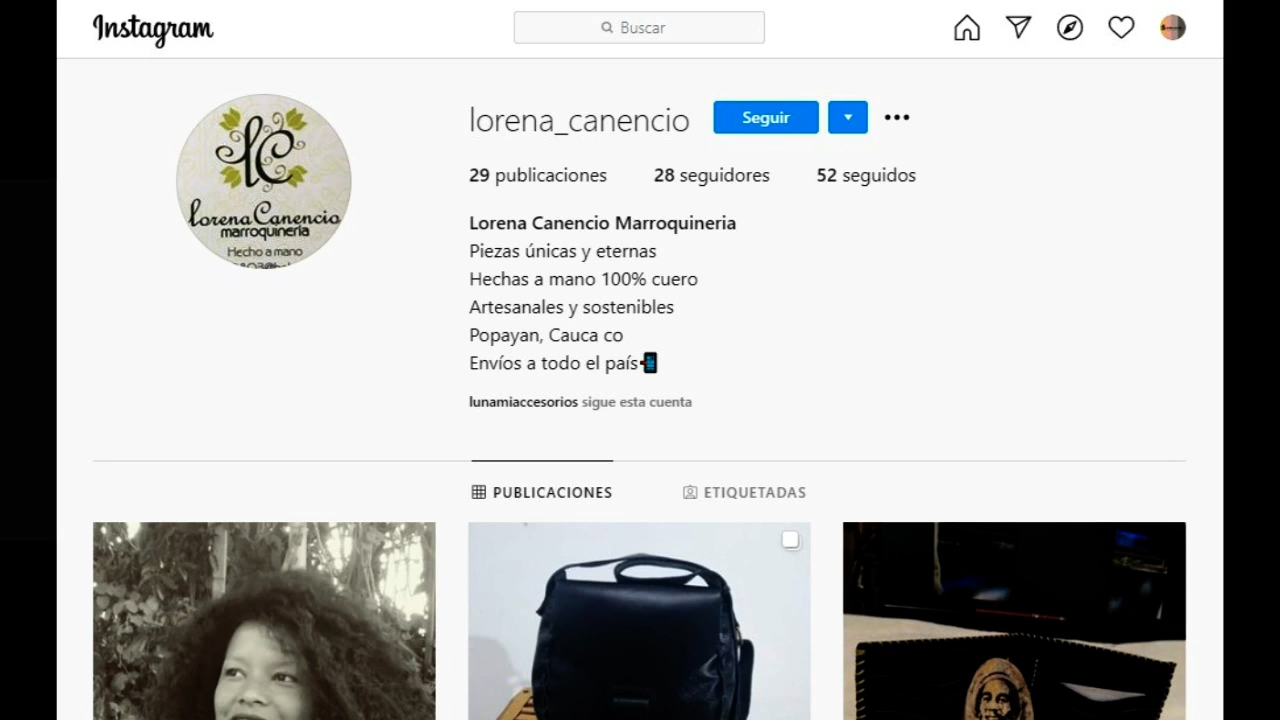 Instagram
Buscar
lorena_canencio
Seguir
29 publicaciones 28 seguidores 52 seguidos
lC
lorena Canencio
marroquinería
Hecho a mano
Lorena Canencio Marroquineria
Piezas únicas y eternas
Hechas a mano 100% cuero
Artesanales y sostenibles
Popayan, Cauca co
Envíos a todo el país
lunamiaccesorios sigue esta cuenta
PUBLICACIONES ETIQUETADAS